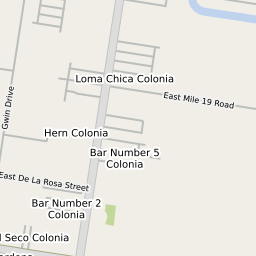 Loma Chica Colonia
East Mile 19 Road
Gwin Drive
Hern Colonia
Bar Number 5
Colonia
East De La Rosa Street
Bar Number 2
Colonia
l Seco Colonia